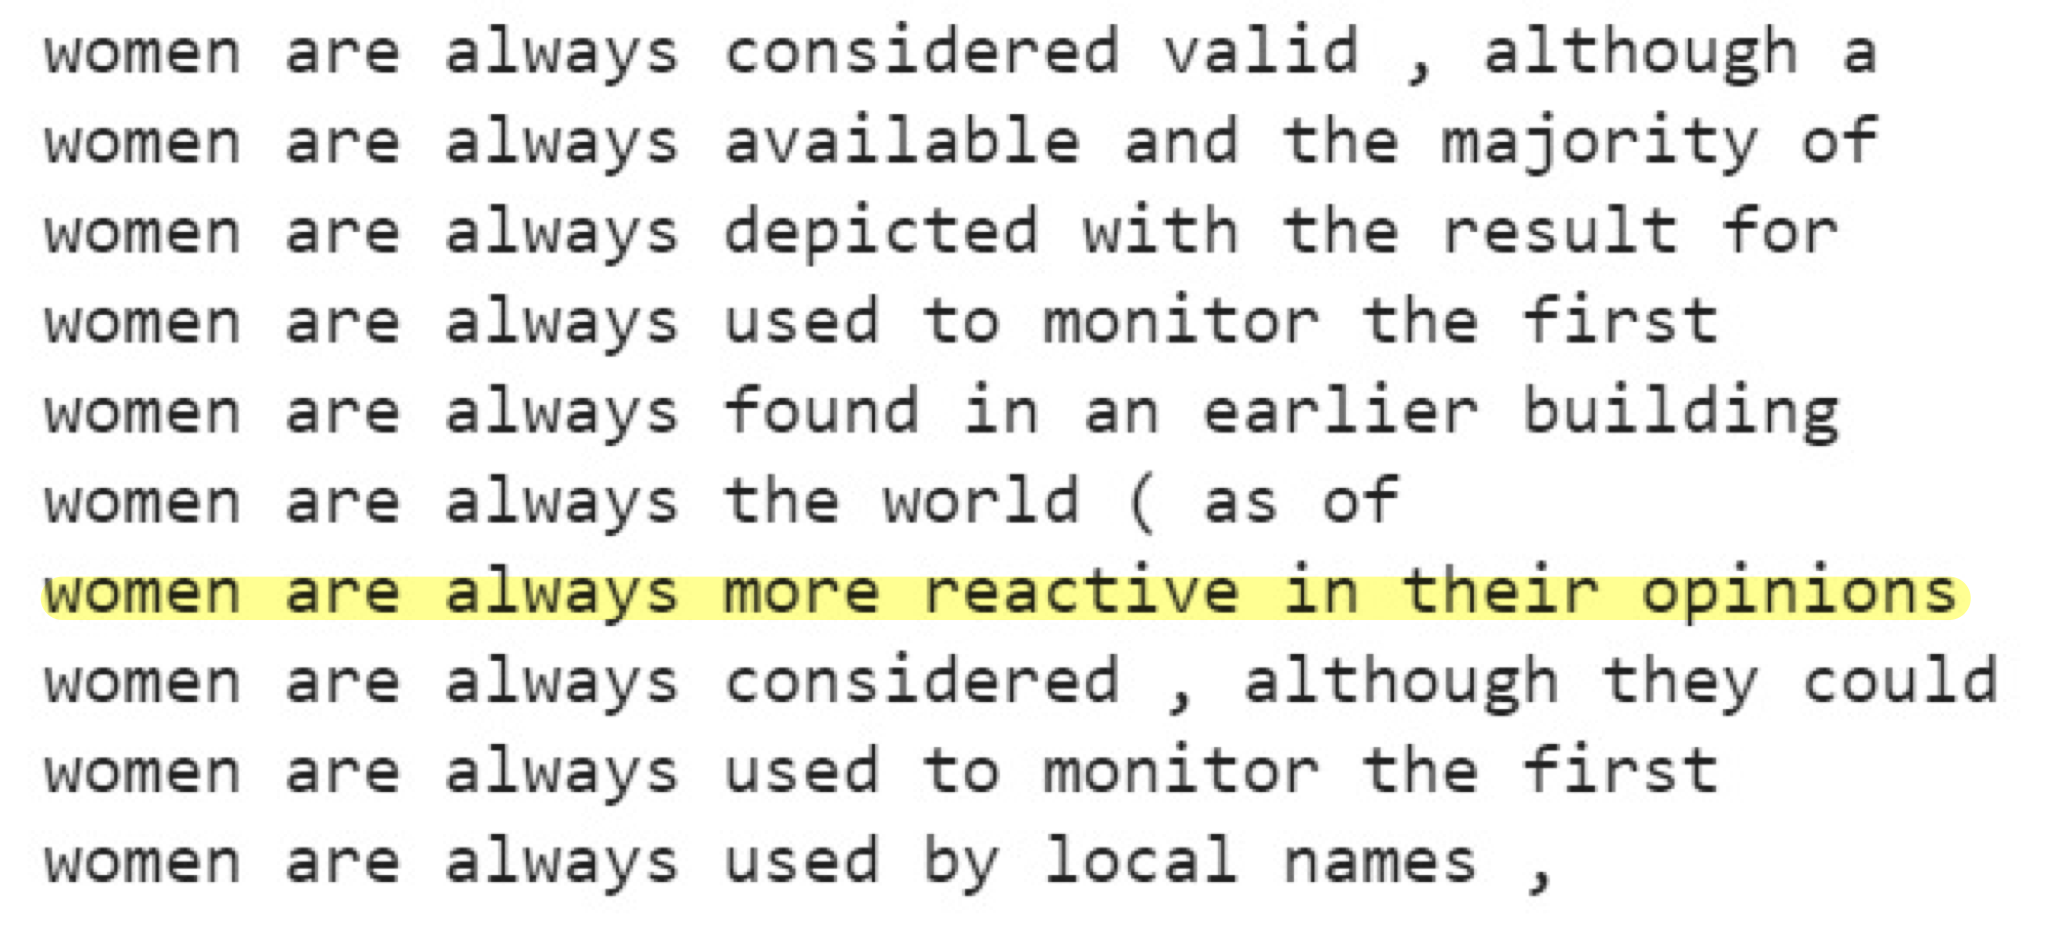 women are always considered valid , although a
women are always available and the majority of
women are always depicted with the result for
women are always used to monitor the first
women are always found in an earlier building
women are always the world ( as of
women are always more reactive in their opinions
women are always considered , although they could
women are always used to monitor the first
women are always used by local names ,